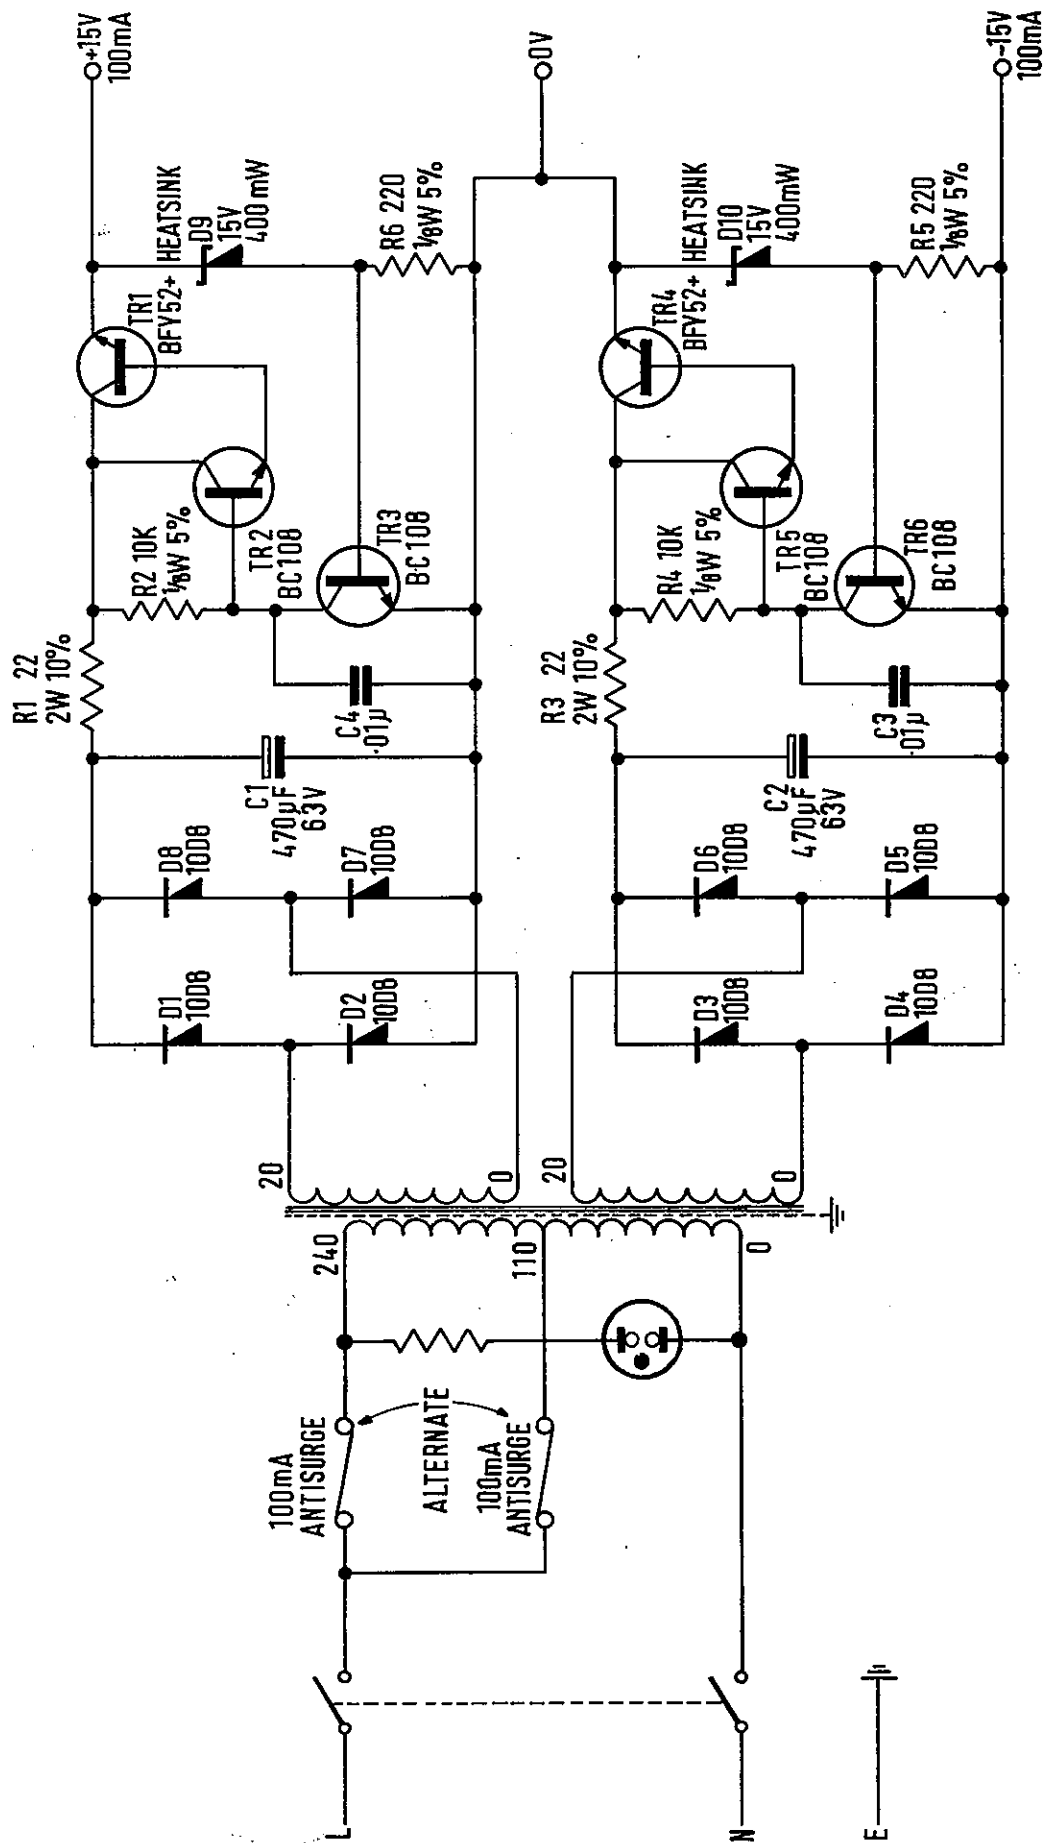 L
N
E
100mA
ANTISURGE
ALTERNATE
100mA
ANTISURGE
240
110
0
20
0
20
0
D1
10D8
D2
10D8
D8
10D8
D7
10D8
C1
470µF
63V
R1 22
2W 10%
C4
·01µ
R2 10K
⅛W 5%
TR2
BC108
TR3
BC108
TR1
BFY52+ HEATSINK
D9
15V
400mW
R6 220
⅛W 5%
+15V
100mA
0V
D3
10D8
D4
10D8
D6
10D8
D5
10D8
C2
470µF
63V
R3 22
2W 10%
C3
·01µ
R4 10K
⅛W 5%
TR5
BC108
TR6
BC108
TR4
BFY52+ HEATSINK
D10
15V
400mW
R5 220
⅛W 5%
-15V
100mA